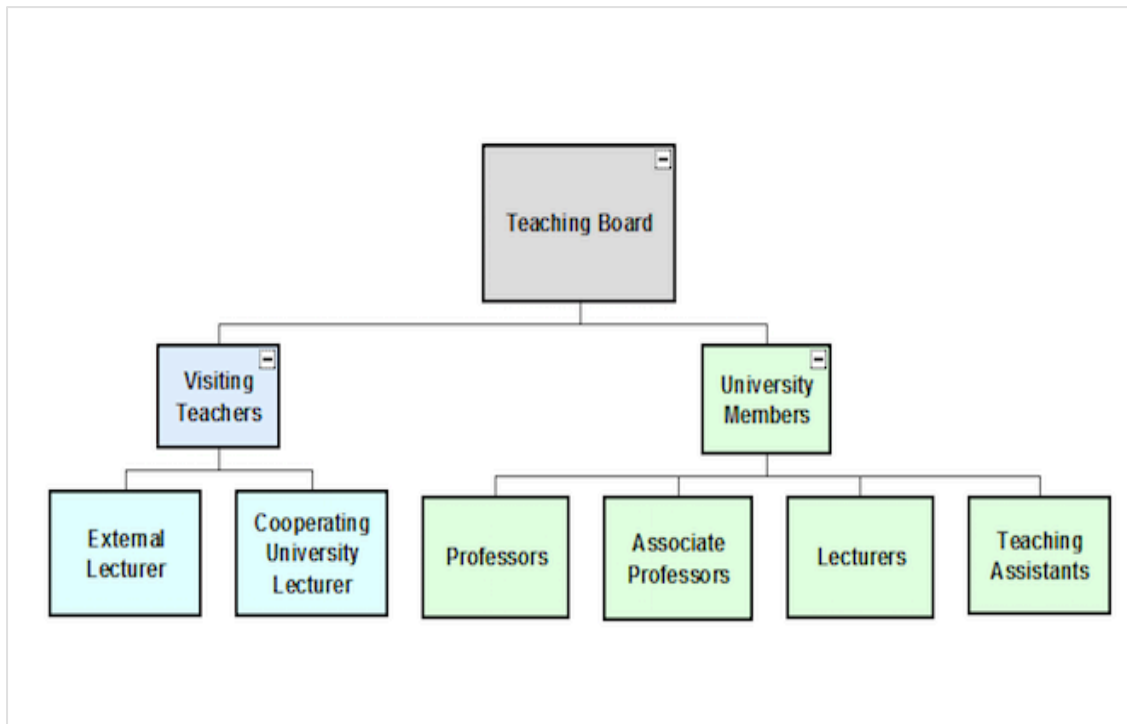 Teaching Board
Visiting
Teachers
University
Members
External
Lecturer
Cooperating
University
Lecturer
Professors
Associate
Professors
Lecturers
Teaching
Assistants